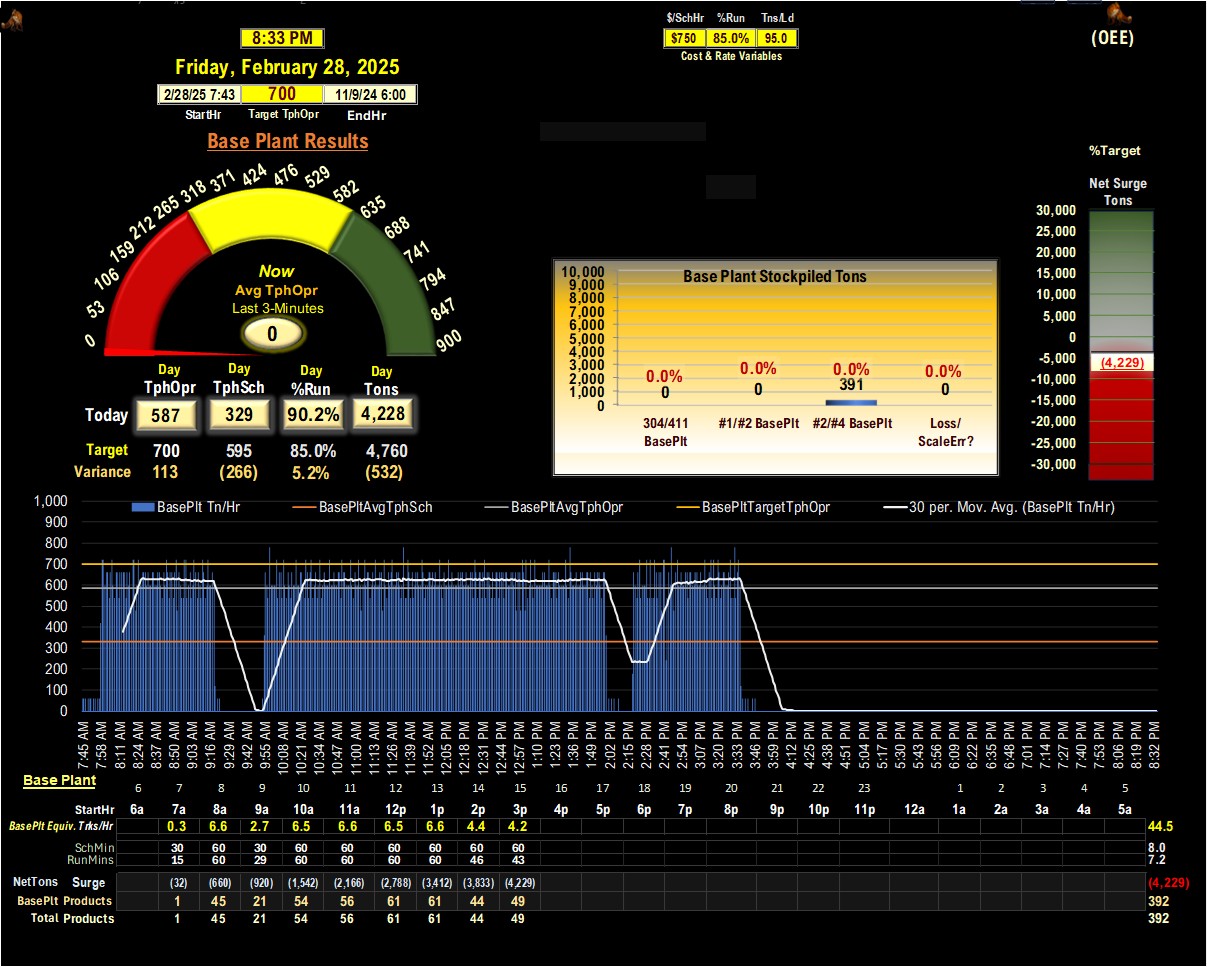 $/SchHr %Run Tns/Ld
$750 85.0% 95.0
Cost & Rate Variables
(OEE)
8:33 PM
Friday, February 28, 2025
2/28/25 7:43 700 11/9/24 6:00
StartHr Target TphOpr EndHr
Base Plant Results
0 53 106 159 212 265 318 371 424 476 529 582 635 688 741 794 847 900
Now
Avg TphOpr
Last 3-Minutes
0
Day Day Day Day
TphOpr TphSch %Run Tons
Today 587 329 90.2% 4,228
Target 700 595 85.0% 4,760
Variance 113 (266) 5.2% (532)
Base Plant Stockpiled Tons
10,000
9,000
8,000
7,000
6,000
5,000
4,000
3,000
2,000
1,000
0
0.0% 0.0% 0.0% 0.0%
0 0 391 0
304/411 BasePlt
#1/#2 BasePlt
#2/#4 BasePlt
Loss/ ScaleErr?
%Target
Net Surge
Tons
30,000
25,000
20,000
15,000
10,000
5,000
0
-5,000
-10,000
-15,000
-20,000
-25,000
-30,000
(4,229)
BasePlt Tn/Hr BasePltAvgTphSch BasePltAvgTphOpr BasePltTargetTphOpr 30 per. Mov. Avg. (BasePlt Tn/Hr)
1,000
900
800
700
600
500
400
300
200
100
0
7:45 AM 7:58 AM 8:11 AM 8:24 AM 8:37 AM 8:50 AM 9:03 AM 9:16 AM 9:29 AM 9:42 AM 9:55 AM 10:08 AM 10:21 AM 10:34 AM 10:47 AM 11:00 AM 11:13 AM 11:26 AM 11:39 AM 11:52 AM 12:05 PM 12:18 PM 12:31 PM 12:44 PM 12:57 PM 1:10 PM 1:23 PM 1:36 PM 1:49 PM 2:02 PM 2:15 PM 2:28 PM 2:41 PM 2:54 PM 3:07 PM 3:20 PM 3:33 PM 3:46 PM 3:59 PM 4:12 PM 4:25 PM 4:38 PM 4:51 PM 5:04 PM 5:17 PM 5:30 PM 5:43 PM 5:56 PM 6:09 PM 6:22 PM 6:35 PM 6:48 PM 7:01 PM 7:14 PM 7:27 PM 7:40 PM 7:53 PM 8:06 PM 8:19 PM 8:32 PM
Base Plant
6 7 8 9 10 11 12 13 14 15 16 17 18 19 20 21 22 23 1 2 3 4 5
StartHr 6a 7a 8a 9a 10a 11a 12p 1p 2p 3p 4p 5p 6p 7p 8p 9p 10p 11p 12a 1a 2a 3a 4a 5a
BasePlt Equiv. Trks/Hr 0.3 6.6 2.7 6.5 6.6 6.5 6.6 4.4 4.2 44.5
SchMin 30 60 30 60 60 60 60 60 60 8.0
RunMins 15 60 29 60 60 60 60 46 43 7.2
NetTons Surge (32) (660) (920) (1,542) (2,166) (2,788) (3,412) (3,833) (4,229) (4,229)
BasePlt Products 1 45 21 54 56 61 61 44 49 392
Total Products 1 45 21 54 56 61 61 44 49 392